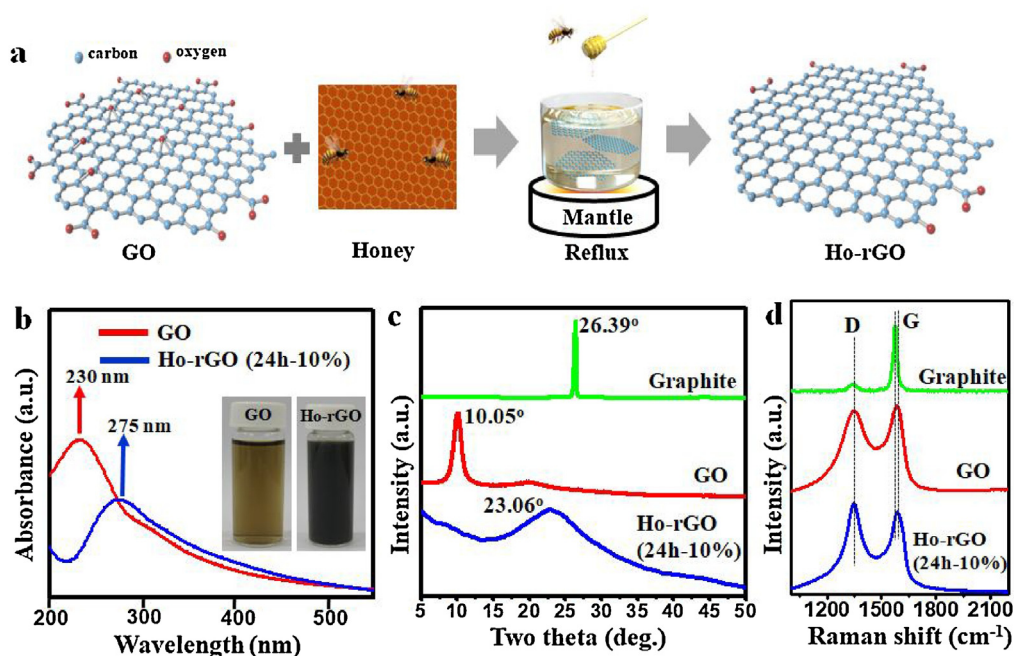 a
carbon
oxygen
GO
Honey
Mantle
Reflux
Ho-rGO
b
GO
Ho-rGO (24h-10%)
230 nm
275 nm
GO
Ho-rGO
Absorbance (a.u.)
200
300
400
500
Wavelength (nm)
c
26.39°
Graphite
10.05°
GO
23.06°
Ho-rGO
(24h-10%)
Intensity (a.u.)
5 10 15 20 25 30 35 40 45 50
Two theta (deg.)
d
D
G
Graphite
GO
Ho-rGO
(24h-10%)
Intensity (a.u.)
1200 1500 1800 2100
Raman shift (cm⁻¹)